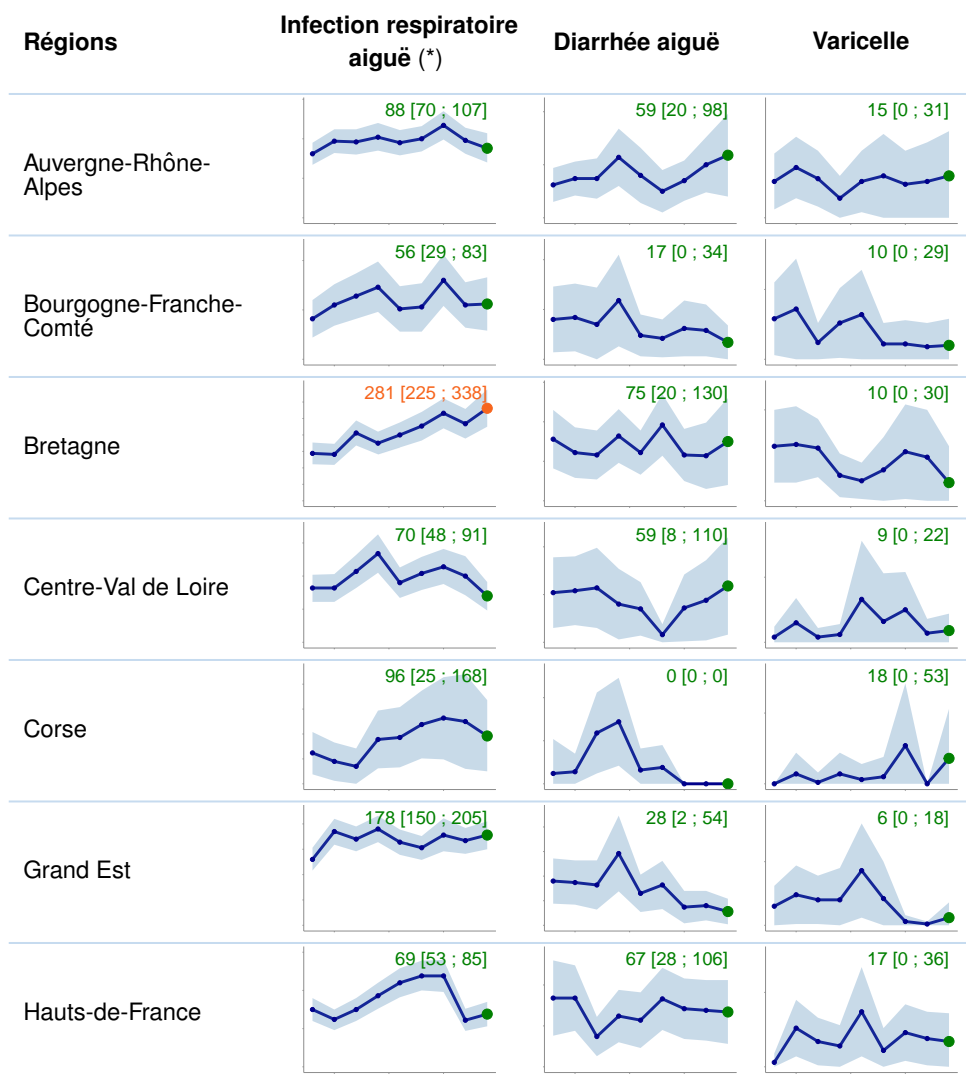 Régions
Infection respiratoire
aiguë (*)
Diarrhée aiguë
Varicelle
Auvergne-Rhône-
Alpes
88 [70 ; 107]
59 [20 ; 98]
15 [0 ; 31]
Bourgogne-Franche-
Comté
56 [29 ; 83]
17 [0 ; 34]
10 [0 ; 29]
Bretagne
281 [225 ; 338]
75 [20 ; 130]
10 [0 ; 30]
Centre-Val de Loire
70 [48 ; 91]
59 [8 ; 110]
9 [0 ; 22]
Corse
96 [25 ; 168]
0 [0 ; 0]
18 [0 ; 53]
Grand Est
178 [150 ; 205]
28 [2 ; 54]
6 [0 ; 18]
Hauts-de-France
69 [53 ; 85]
67 [28 ; 106]
17 [0 ; 36]